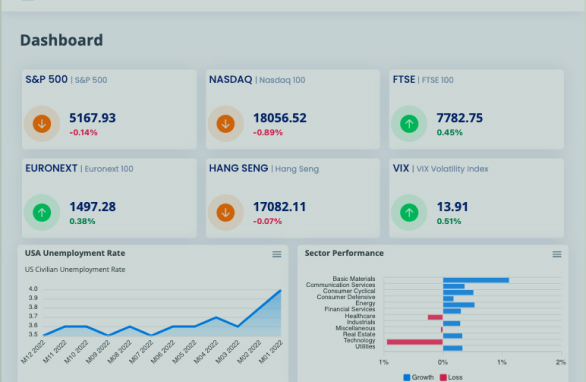 Dashboard
S&P 500 | S&P 500
5167.93
-0.14%
NASDAQ | Nasdaq 100
18056.52
-0.89%
FTSE | FTSE 100
7782.75
0.45%
EURONEXT | Euronext 100
1497.28
0.38%
HANG SENG | Hang Seng
17082.11
-0.07%
VIX | VIX Volatility Index
13.91
0.51%
USA Unemployment Rate
US Civilian Unemployment Rate
4.0
3.9
3.8
3.7
3.6
3.5
M12 2022
M11 2022
M10 2022
M09 2022
M08 2022
M07 2022
M06 2022
M05 2022
M04 2022
M03 2022
M02 2022
M01 2022
Sector Performance
Basic Materials
Communication Services
Consumer Cyclical
Consumer Defensive
Energy
Financial Services
Healthcare
Industrials
Miscellaneous
Real Estate
Technology
Utilities
1%
0%
1%
2%
Growth
Loss